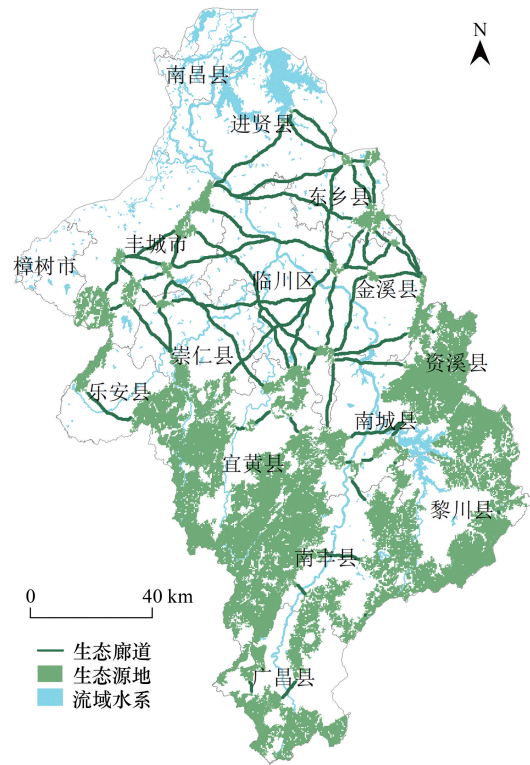 N
南昌县
进贤县
东乡县
丰城市
樟树市
临川区
金溪县
崇仁县
资溪县
乐安县
南城县
宜黄县
黎川县
南丰县
0 40 km
生态廊道
生态源地
流域水系
广昌县